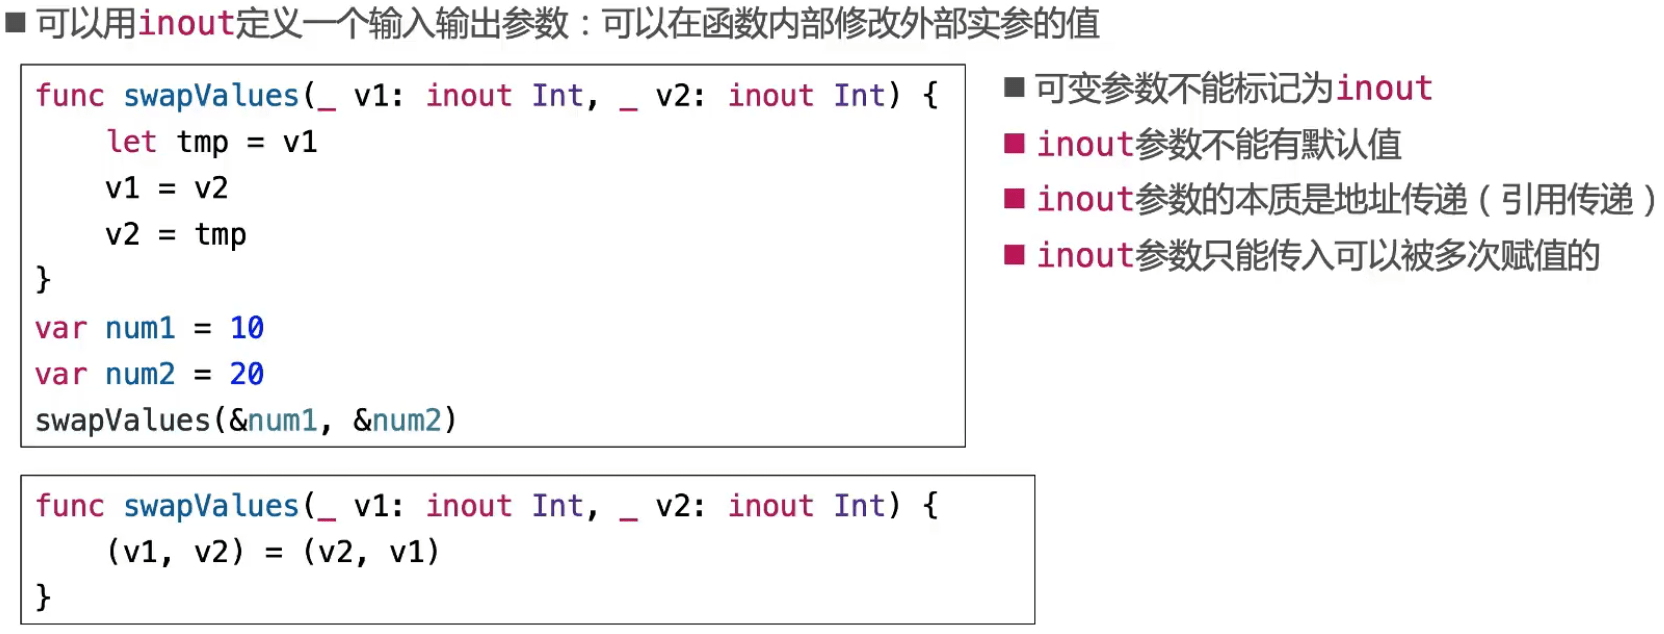 可以用inout定义一个输入输出参数：可以在函数内部修改外部实参的值
func swapValues(_ v1: inout Int, _ v2: inout Int) {
    let tmp = v1
    v1 = v2
    v2 = tmp
}
var num1 = 10
var num2 = 20
swapValues(&num1, &num2)
func swapValues(_ v1: inout Int, _ v2: inout Int) {
    (v1, v2) = (v2, v1)
}
可变参数不能标记为inout
inout参数不能有默认值
inout参数的本质是地址传递（引用传递）
inout参数只能传入可以被多次赋值的